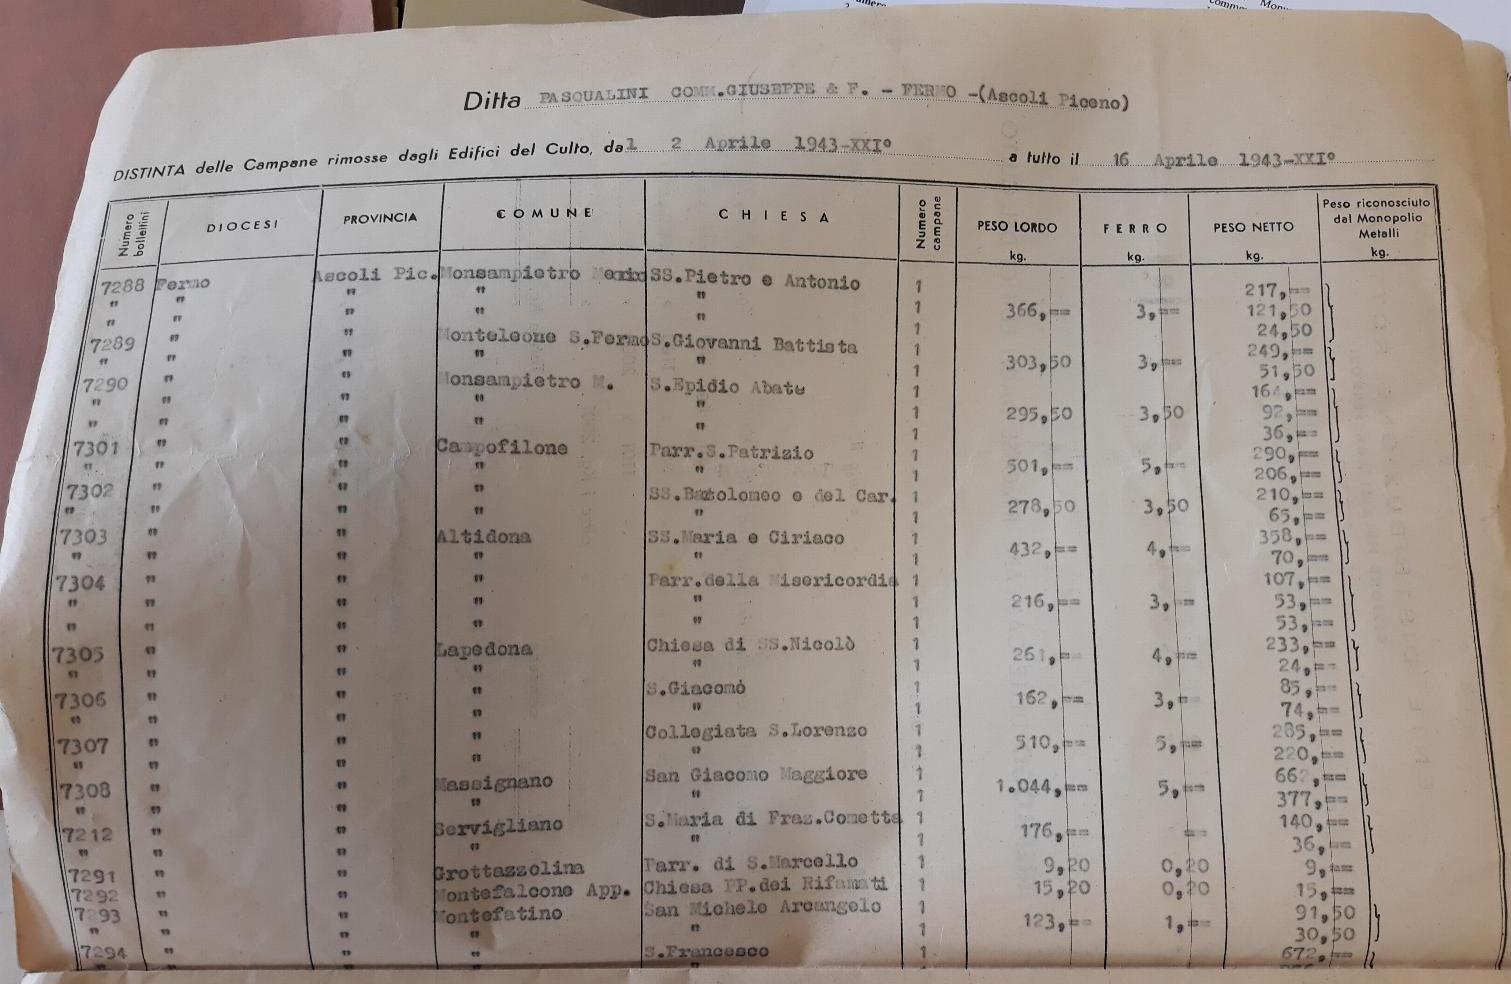 Ditta PASQUALINI COMM.GIUSEPPE & F. - FERMO -(Ascoli Piceno)
DISTINTA delle Campane rimosse dagli Edifici del Culto, dal 2 Aprile 1943-XXI° a tutto il 16 Aprile 1943-XXI°
Numero bollettini DIOCESI PROVINCIA COMUNE CHIESA Numero campane PESO LORDO kg. FERRO kg. PESO NETTO kg. Peso riconosciuto dal Monopolio Metalli kg.
7288 Fermo Ascoli Pic. Monsampietro SS.Pietro e Antonio 1 217,==
" " " " " 1 366,== 3,== 121,50
" " " " " 1 24,50
7289 " " Monteleone S.Fermo S.Giovanni Battista 1 249,==
" " " " " 1 303,50 3,== 51,50
7290 " " Monsampietro M. S.Epidio Abate 1 164,==
" " " " " 1 295,50 3,50 92,==
" " " " " 1 36,==
7301 " " Campofilone Parr.S.Patrizio 1 290,==
" " " " " 1 501,== 5,== 206,==
7302 " " " SS.Batolomeo e del Car. 1 210,==
" " " " " 1 278,50 3,50 65,==
7303 " " Altidona SS.Maria e Ciriaco 1 358,==
" " " " " 1 432,== 4,== 70,==
7304 " " " Parr.della Misericordia 1 107,==
" " " " " 1 216,== 3,== 53,==
" " " " " 1 53,==
7305 " " Lapedona Chiesa di SS.Nicolò 1 233,==
" " " " " 1 261,== 4,== 24,==
7306 " " " S.Giacomò 1 85,==
" " " " " 1 162,== 3,== 74,==
7307 " " " Collegiata S.Lorenzo 1 285,==
" " " " " 1 510,== 5,== 220,==
7308 " " Massignano San Giacomo Maggiore 1 662,==
" " " " " 1 1.044,== 5,== 377,==
7212 " " Servigliano S.Maria di Fraz.Cometta 1 140,==
" " " " " 1 176,== == 36,==
7291 " " Grottazzolina Parr. di S.Marcello 1 9,20 0,20 9,==
7292 " " Montefalcone App. Chiesa PP.dei Rifamati 1 15,20 0,20 15,==
7293 " " Montefatino San Michele Arcangelo 1 91,50
" " " " " 1 123,== 1,== 30,50
7294 " " " S.Francesco 1 672,==